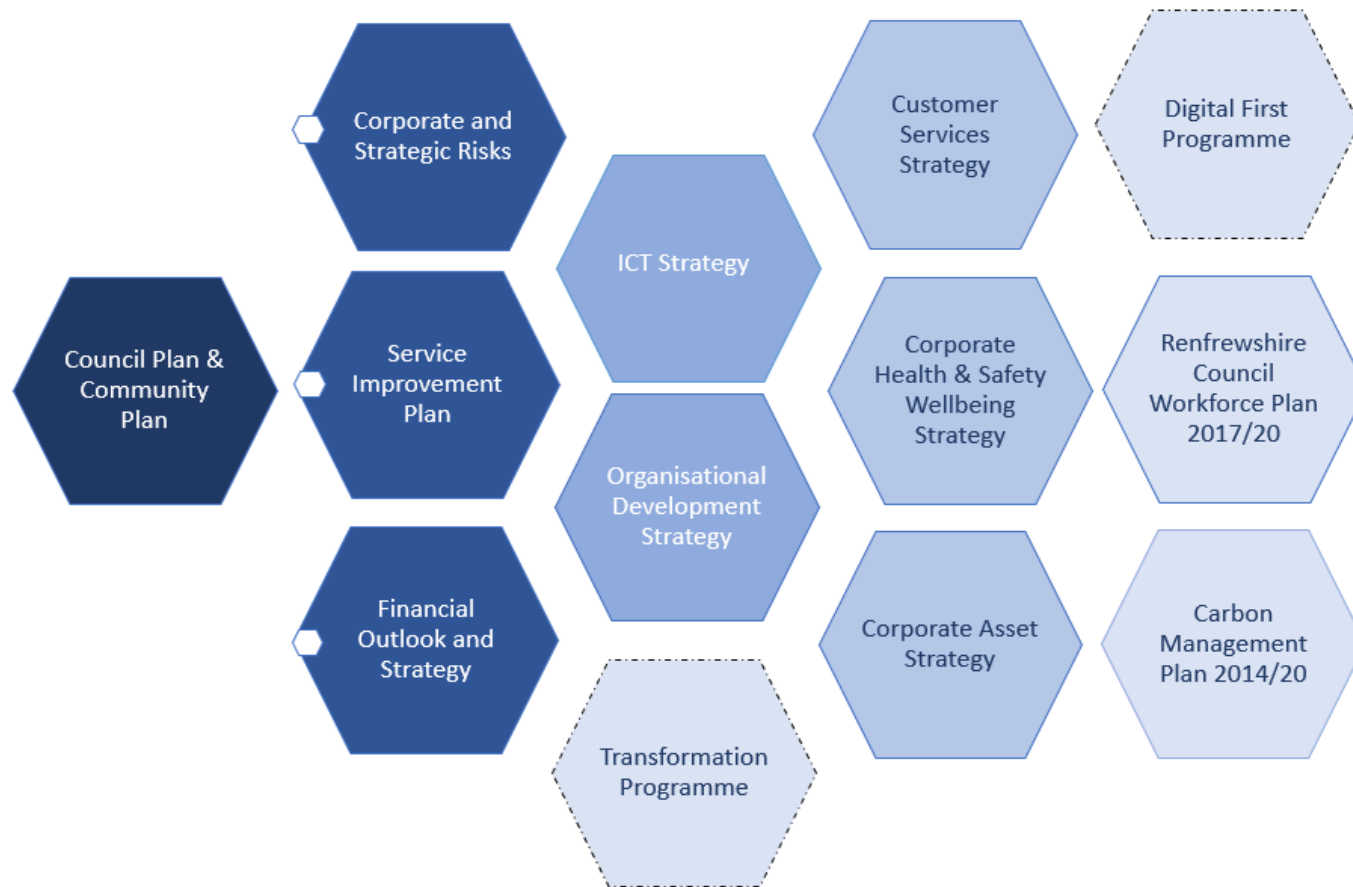 Council Plan &
Community
Plan
Corporate and
Strategic Risks
Service
Improvement
Plan
Financial
Outlook and
Strategy
ICT Strategy
Organisational
Development
Strategy
Transformation
Programme
Customer
Services
Strategy
Corporate
Health & Safety
Wellbeing
Strategy
Corporate Asset
Strategy
Digital First
Programme
Renfrewshire
Council
Workforce Plan
2017/20
Carbon
Management
Plan 2014/20